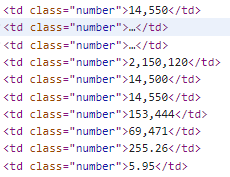 <td class="number">14,550</td>
<td class="number">…</td>
<td class="number">…</td>
<td class="number">2,150,120</td>
<td class="number">14,500</td>
<td class="number">14,550</td>
<td class="number">153,444</td>
<td class="number">69,471</td>
<td class="number">255.26</td>
<td class="number">5.95</td>